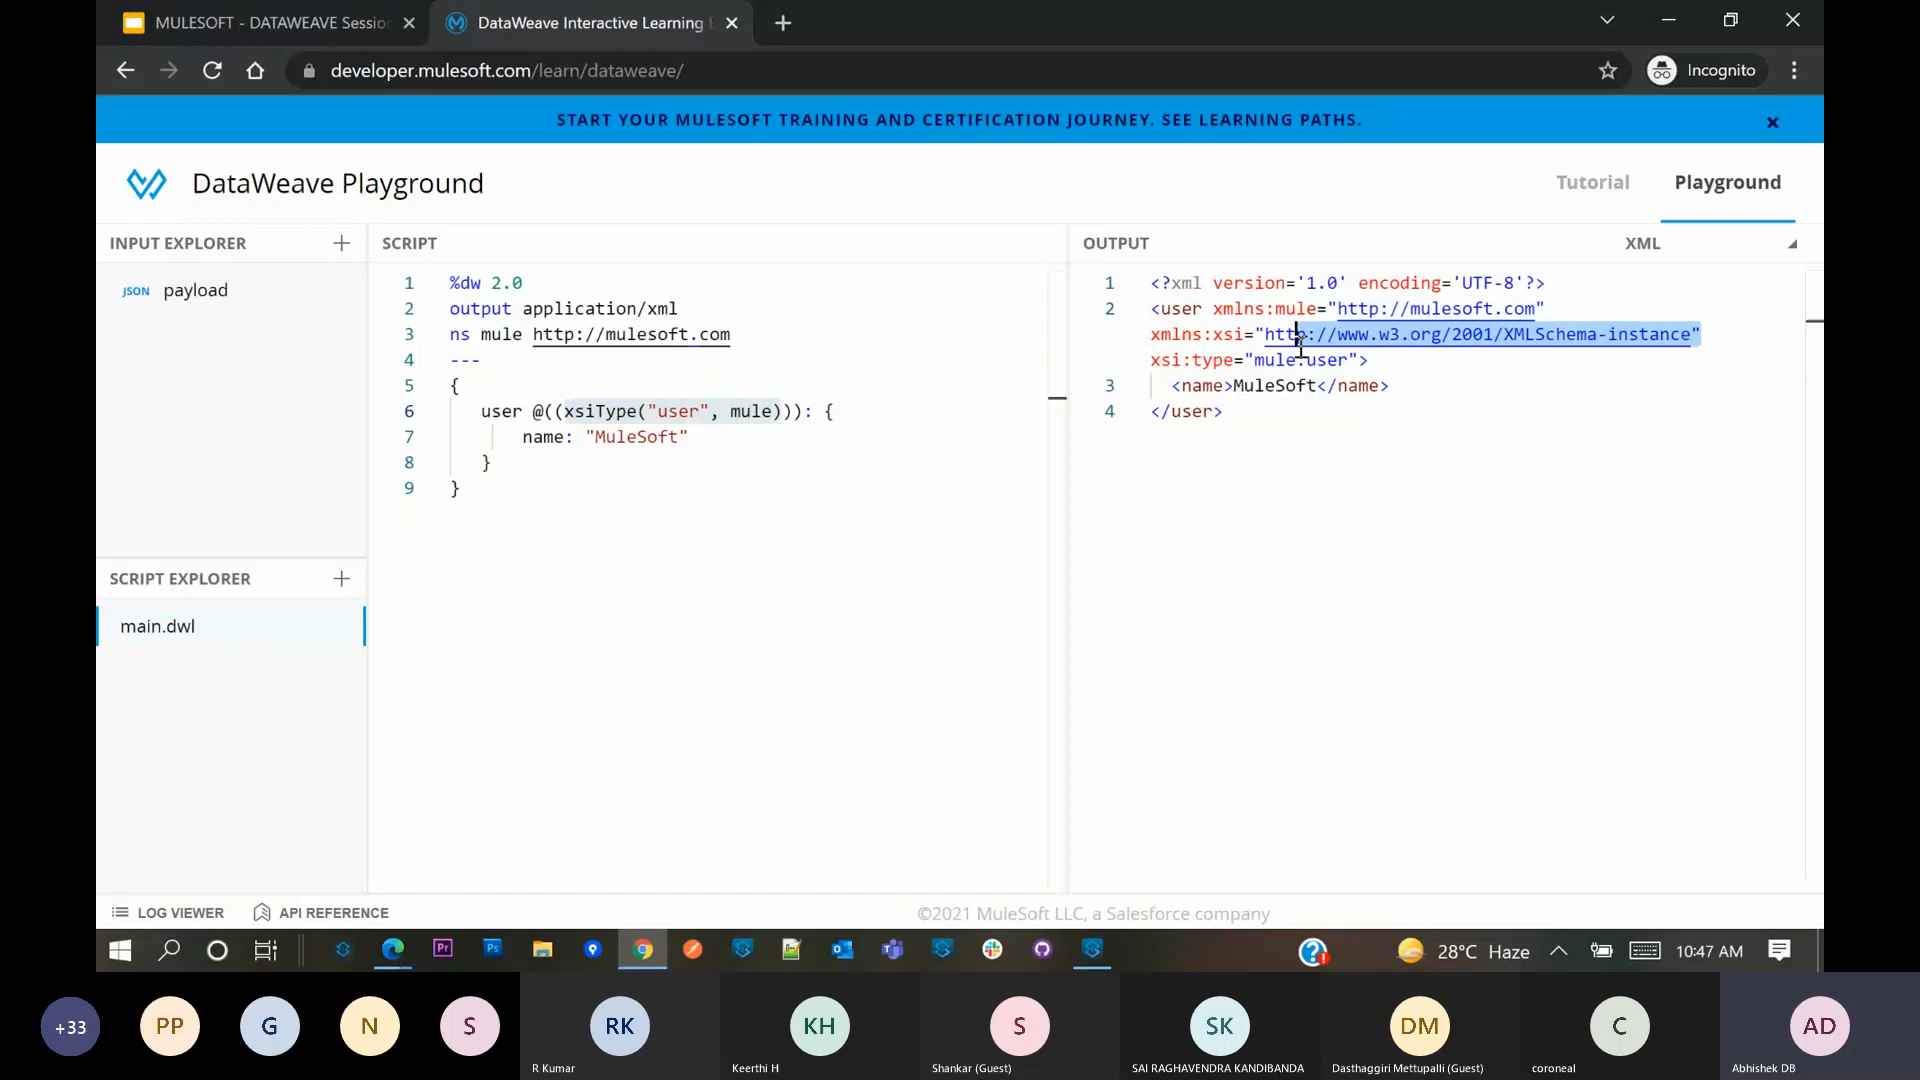 MULESOFT - DATAWEAVE Sessio
DataWeave Interactive Learning
developer.mulesoft.com/learn/dataweave/
Incognito
START YOUR MULESOFT TRAINING AND CERTIFICATION JOURNEY. SEE LEARNING PATHS.
DataWeave Playground
Tutorial
Playground
INPUT EXPLORER
JSON payload
SCRIPT EXPLORER
main.dwl
SCRIPT
1 %dw 2.0
2 output application/xml
3 ns mule http://mulesoft.com
4 ---
5 {
6 user @((xsiType("user", mule))): {
7 name: "MuleSoft"
8 }
9 }
OUTPUT
XML
1 <?xml version='1.0' encoding='UTF-8'?>
2 <user xmlns:mule="http://mulesoft.com"
xmlns:xsi="http://www.w3.org/2001/XMLSchema-instance"
xsi:type="mule:user">
3 <name>MuleSoft</name>
4 </user>
LOG VIEWER
API REFERENCE
©2021 MuleSoft LLC, a Salesforce company
Pr
Ps
28°C Haze
10:47 AM
+33
PP
G
N
S
RK
R Kumar
KH
Keerthi H
S
Shankar (Guest)
SK
SAI RAGHAVENDRA KANDIBANDA
DM
Dasthaggiri Mettupalli (Guest)
C
coroneal
AD
Abhishek DB